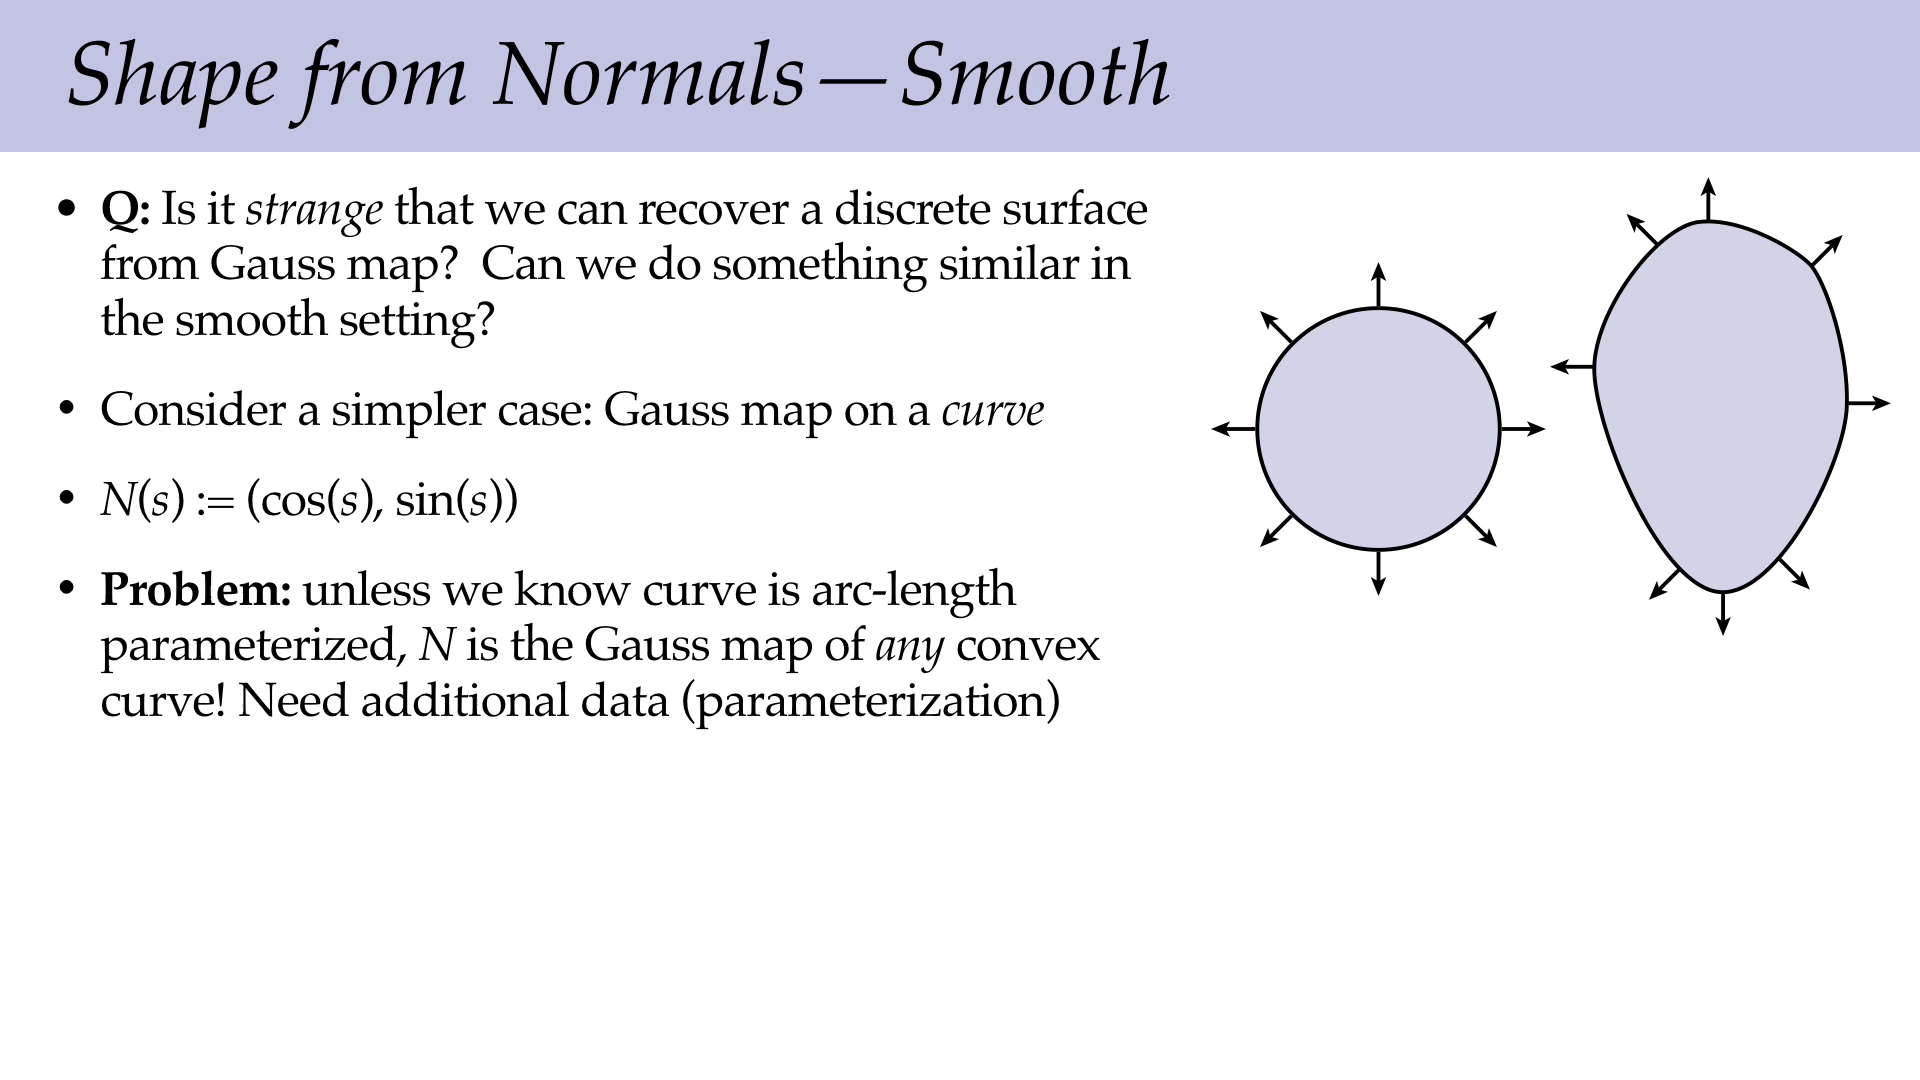 Shape from Normals—Smooth
• Q: Is it strange that we can recover a discrete surface
from Gauss map?  Can we do something similar in
the smooth setting?
• Consider a simpler case: Gauss map on a curve
• N(s) := (cos(s), sin(s))
• Problem: unless we know curve is arc-length
parameterized, N is the Gauss map of any convex
curve! Need additional data (parameterization)